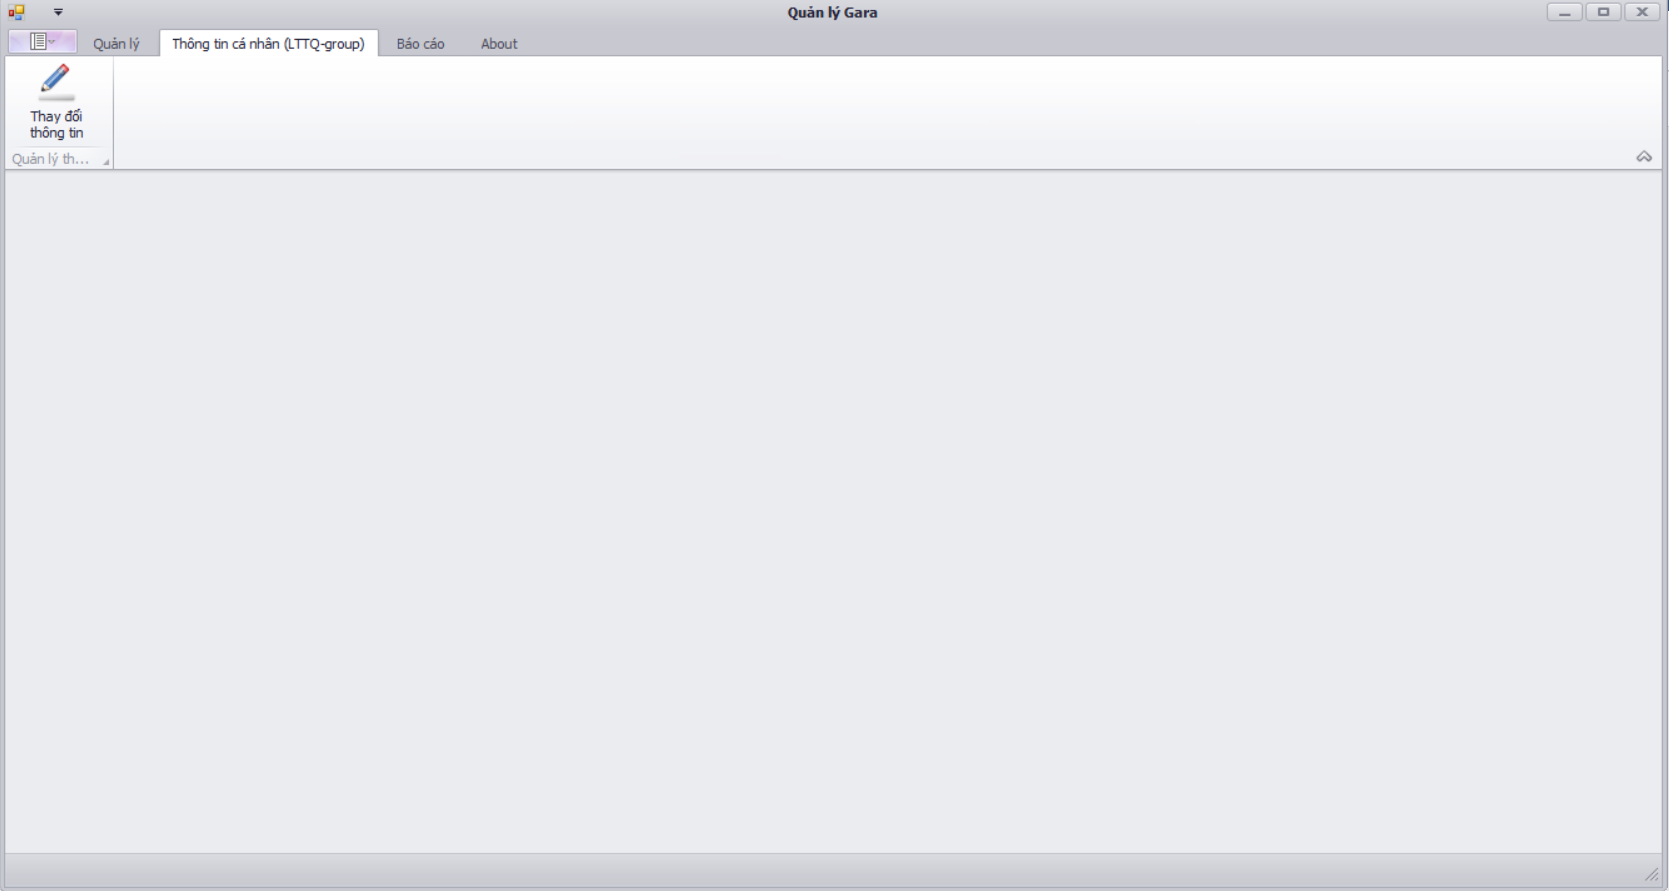 Quản lý Gara
Quản lý
Thông tin cá nhân (LTTQ-group)
Báo cáo
About
Thay đổi
thông tin
Quản lý th...